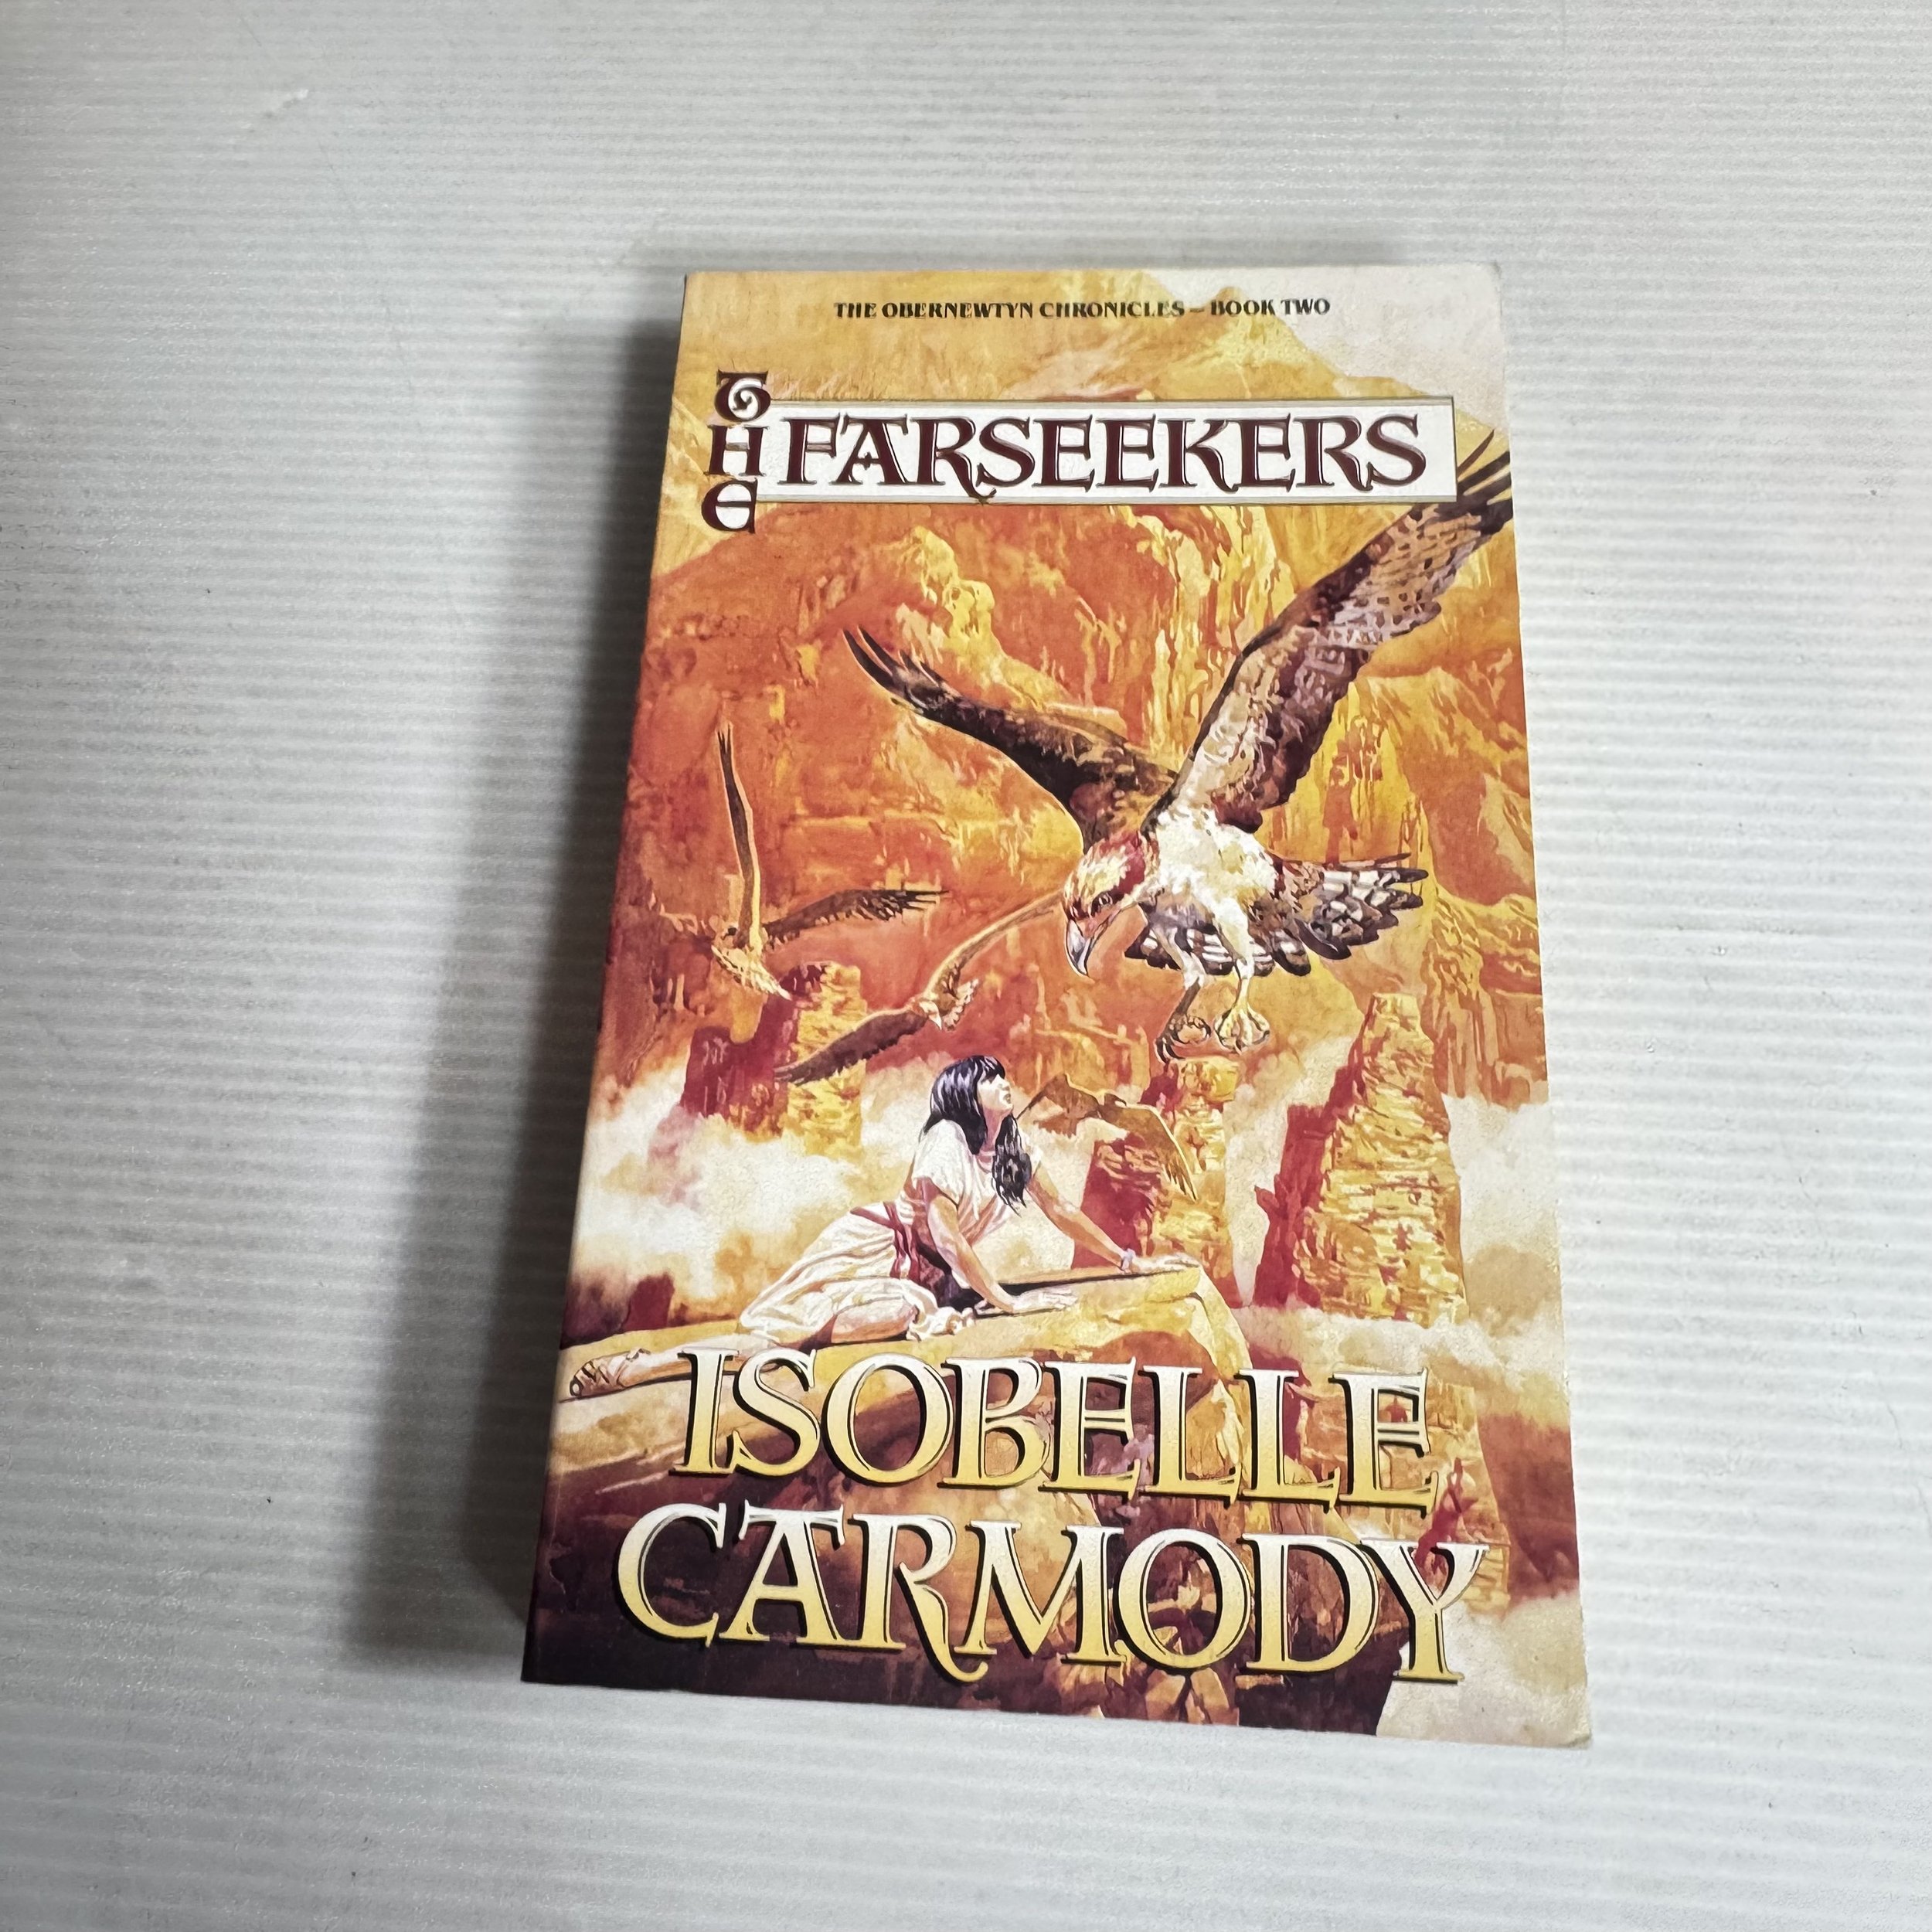 THE OBERNEWTYN CHRONICLES – BOOK TWO
THE FARSEEKERS
ISOBELLE
CARMODY